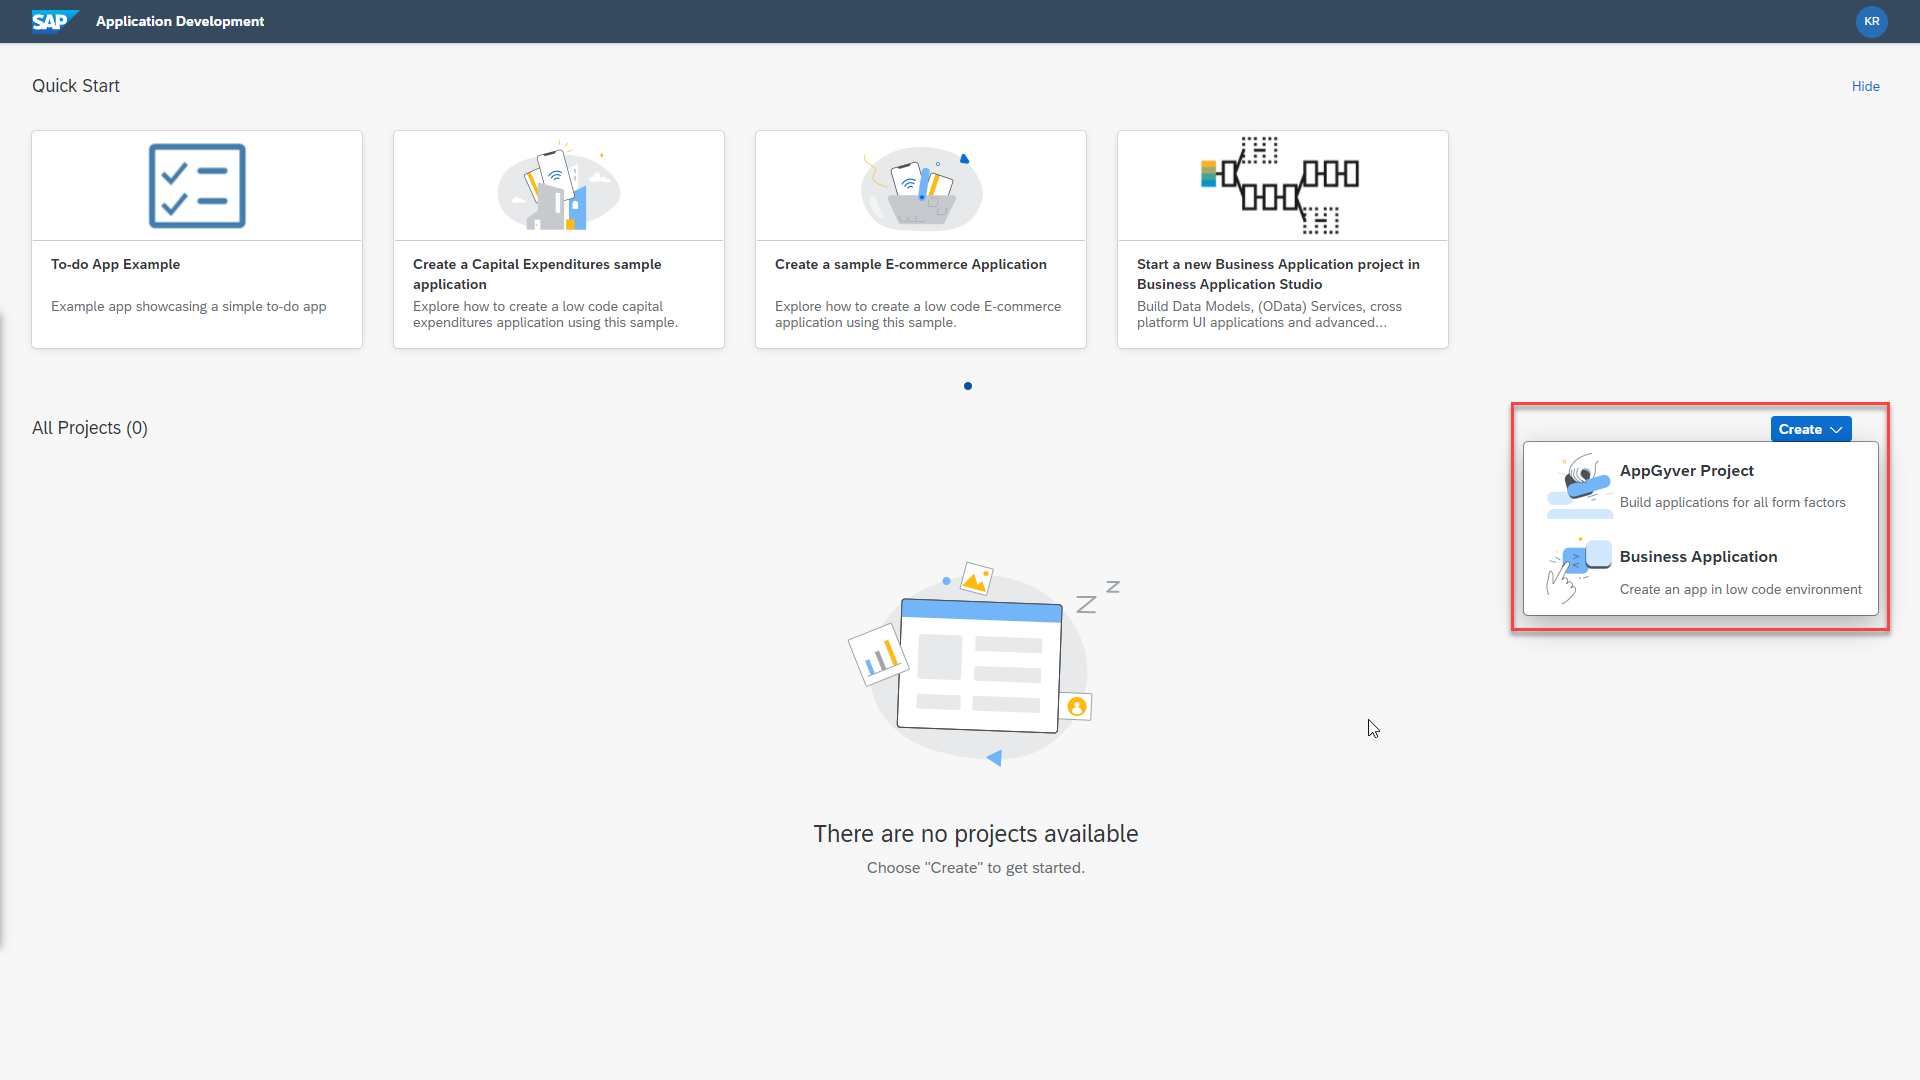 SAP Application Development
KR
Quick Start
Hide
To-do App Example
Example app showcasing a simple to-do app
Create a Capital Expenditures sample
application
Explore how to create a low code capital
expenditures application using this sample.
Create a sample E-commerce Application
Explore how to create a low code E-commerce
application using this sample.
Start a new Business Application project in
Business Application Studio
Build Data Models, (OData) Services, cross
platform UI applications and advanced...
All Projects (0)
Create
AppGyver Project
Build applications for all form factors
Business Application
Create an app in low code environment
Z Z
There are no projects available
Choose "Create" to get started.